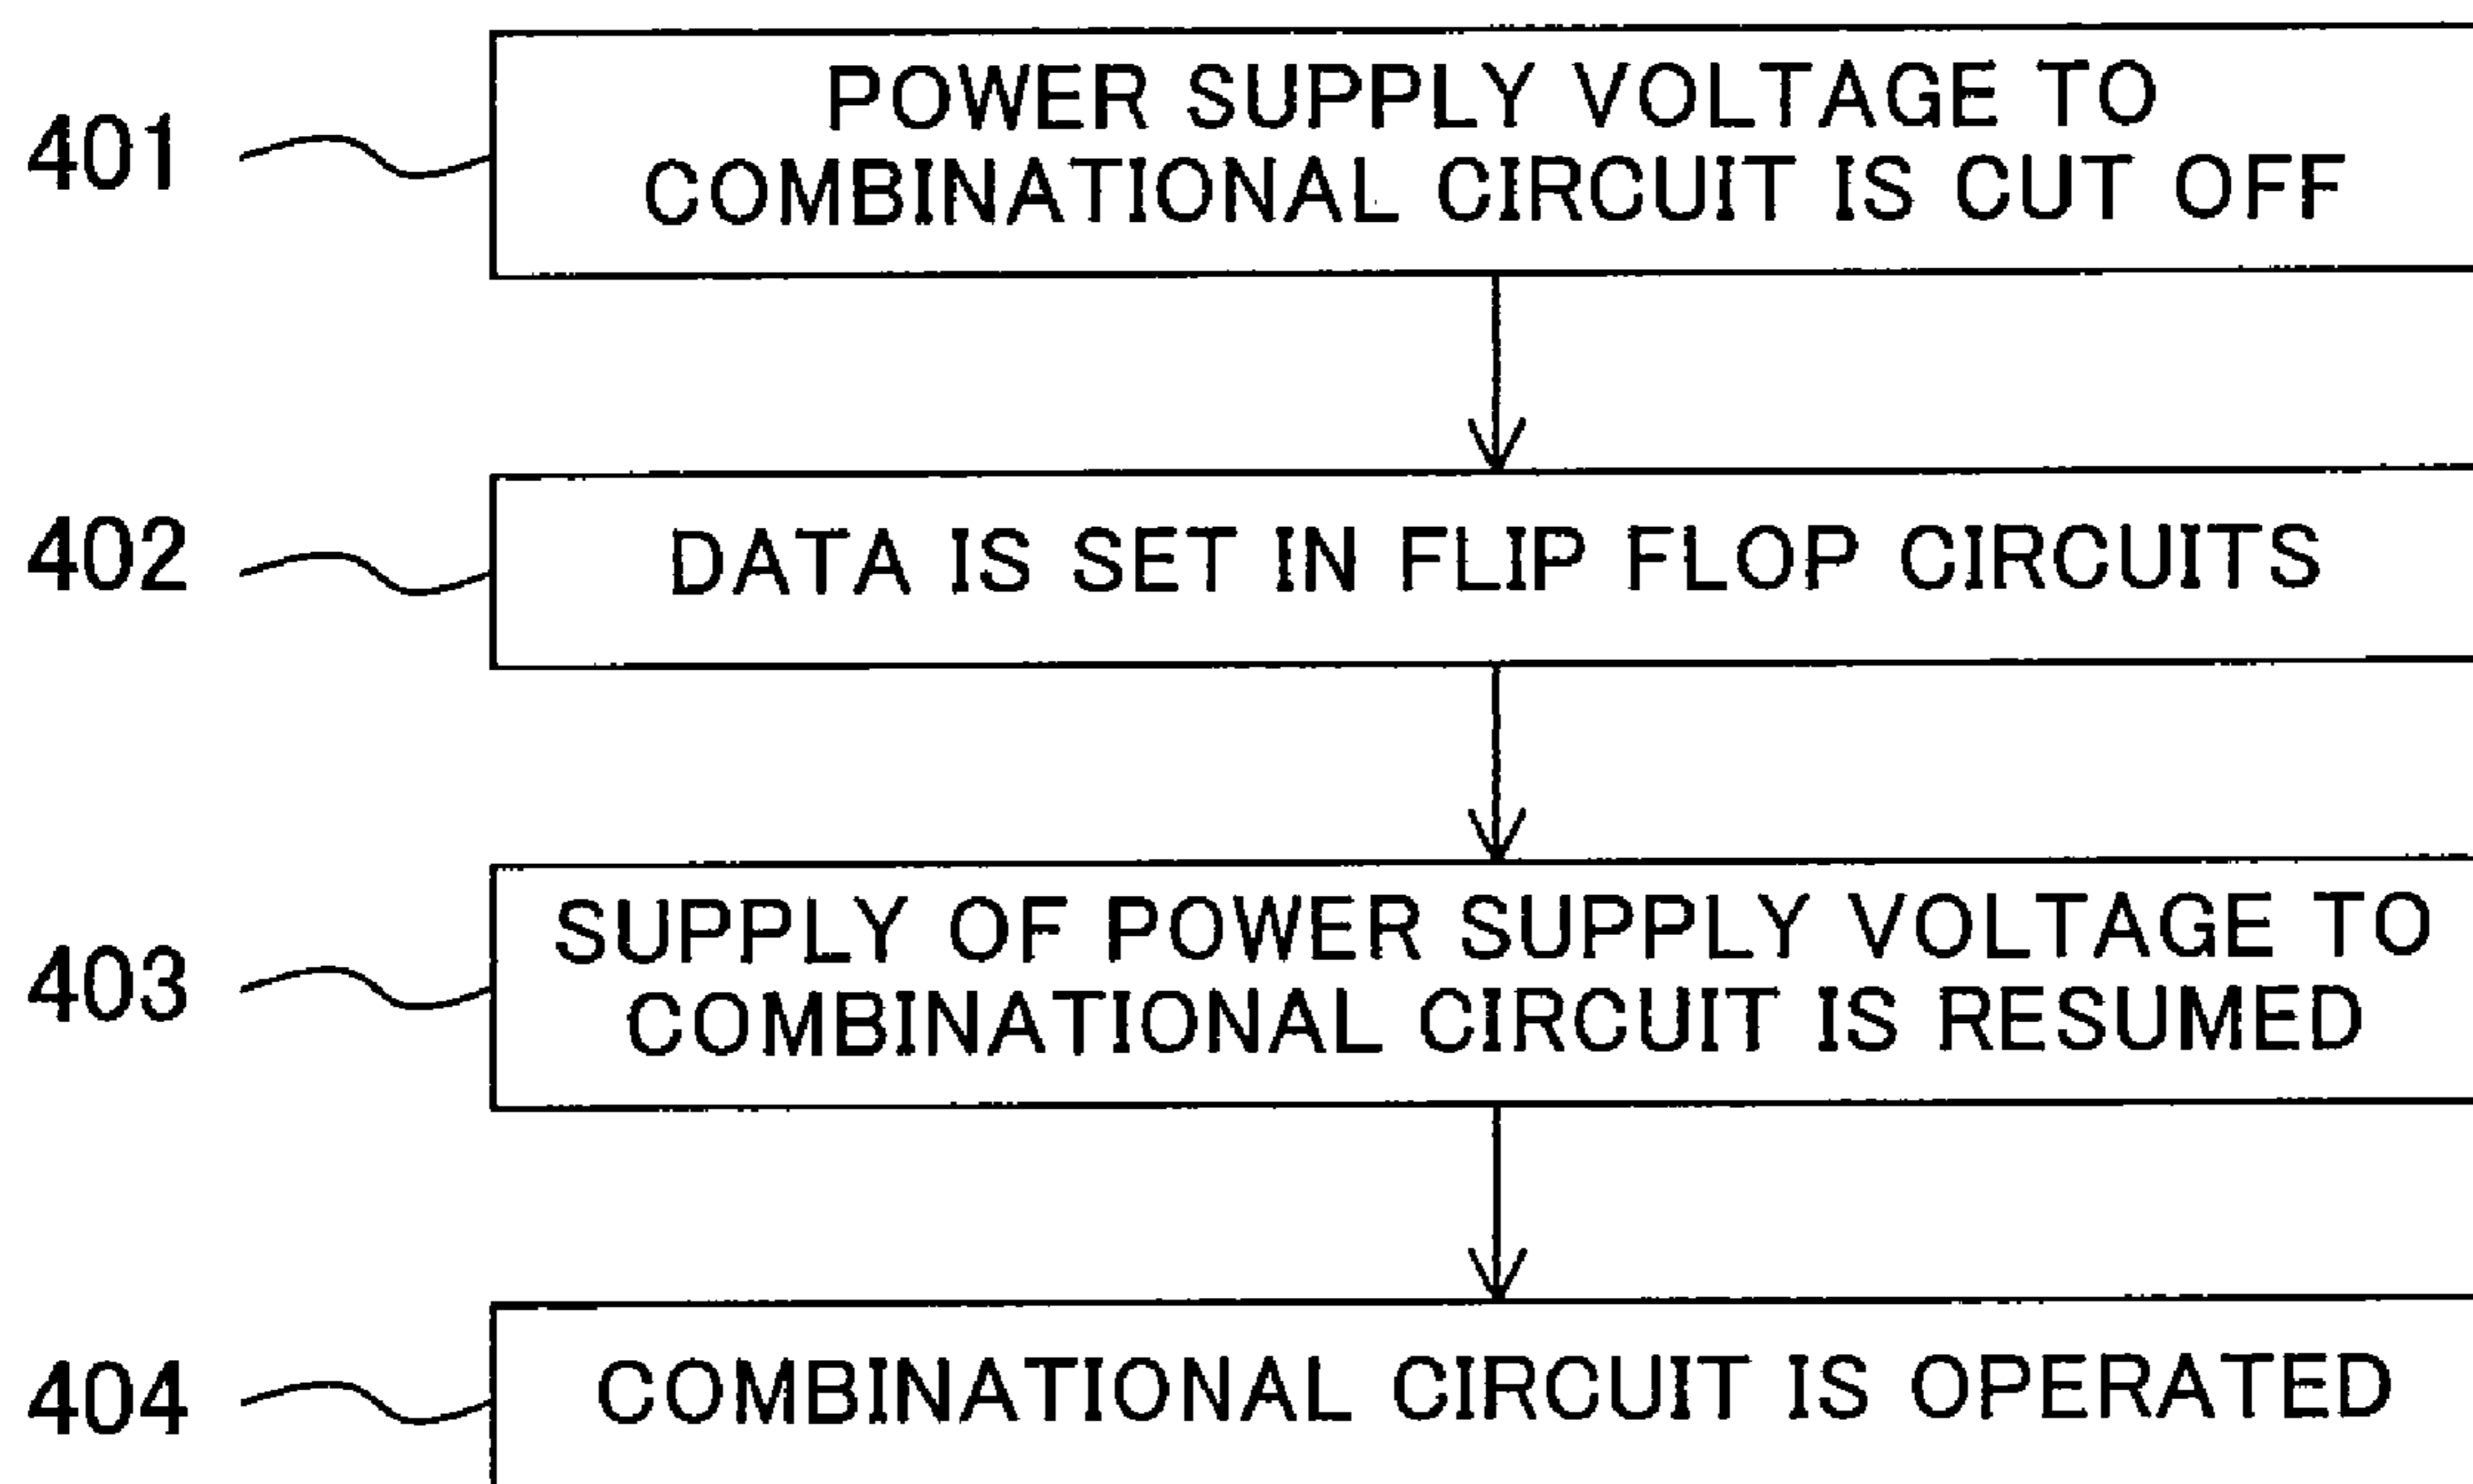 401
POWER SUPPLY VOLTAGE TO
COMBINATIONAL CIRCUIT IS CUT OFF
402
DATA IS SET IN FLIP FLOP CIRCUITS
403
SUPPLY OF POWER SUPPLY VOLTAGE TO
COMBINATIONAL CIRCUIT IS RESUMED
404
COMBINATIONAL CIRCUIT IS OPERATED